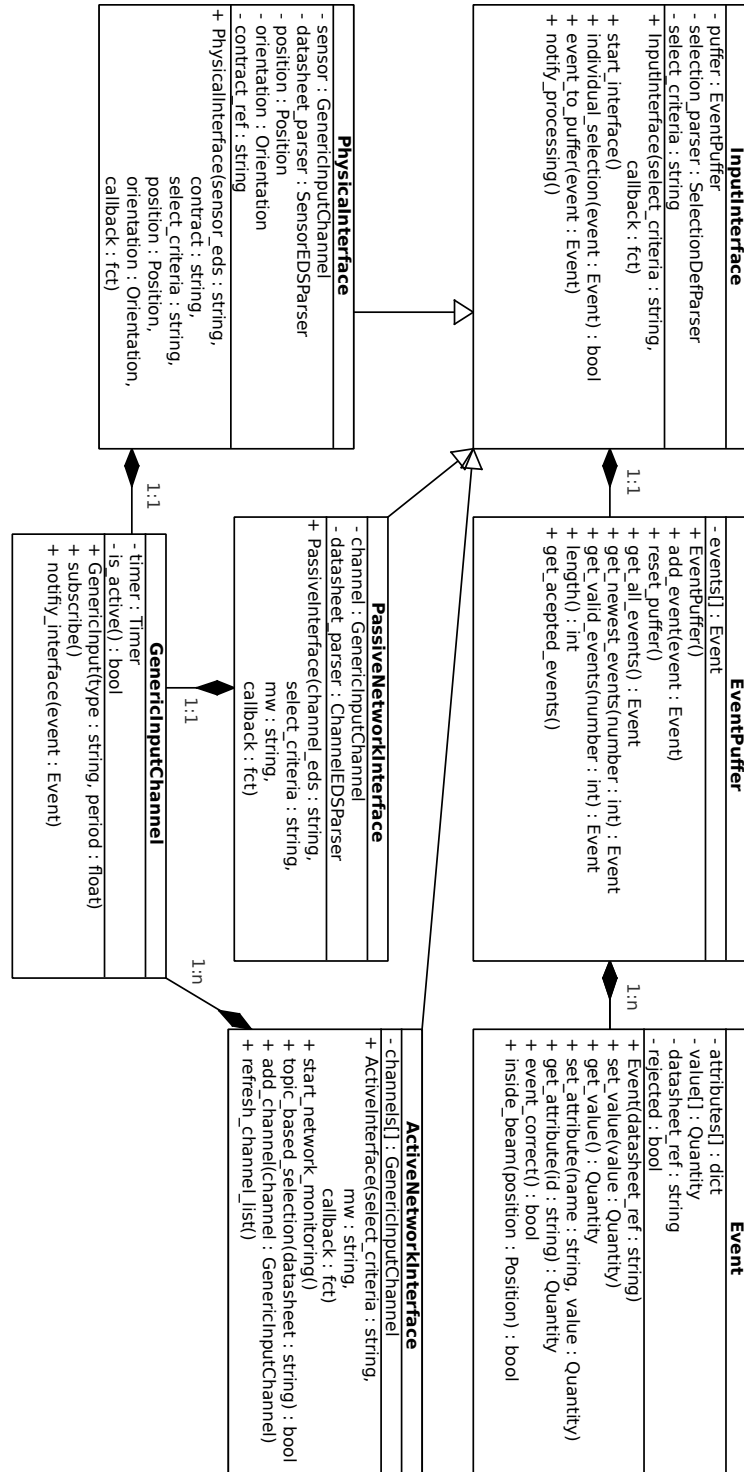 InputInterface
- puffer : EventPuffer
- selection_parser : SelectionDefParser
- select_criteria : string
+ InputInterface(select_criteria : string,
callback : fct)
+ start_interface()
+ individual_selection(event : Event) : bool
+ event_to_puffer(event : Event)
+ notify_processing()
1:1
EventPuffer
- events[] : Event
+ EventPuffer()
+ add_event(event : Event)
+ reset_puffer()
+ get_all_events() : Event
+ get_newest_events(number : int) : Event
+ get_valid_events(number : int) : Event
+ length() : int
+ get_acepted_events()
1:n
Event
- attributes[] : dict
- value[] : Quantity
- datasheet_ref : string
- rejected : bool
+ Event(datasheet_ref : string)
+ set_value(value : Quantity)
+ get_value() : Quantity
+ set_attribute(name : string, value : Quantity)
+ get_attribute(id : string) : Quantity
+ event_correct() : bool
+ inside_beam(position : Position) : bool
PhysicalInterface
- sensor : GenericInputChannel
- datasheet_parser : SensorEDSParser
- position : Position
- orientation : Orientation
- contract_ref : string
+ PhysicalInterface(sensor_eds : string,
contract : string,
select_criteria : string,
position : Position,
orientation : Orientation,
callback : fct)
1:1
PassiveNetworkInterface
- channel : GenericInputChannel
- datasheet_parser : ChannelEDSParser
+ PassiveInterface(channel_eds : string,
select_criteria : string,
mw : string,
callback : fct)
1:1
ActiveNetworkInterface
- channels[] : GenericInputChannel
+ ActiveInterface(select_criteria : string,
mw : string,
callback : fct)
+ start_network_monitoring()
+ topic_based_selection(datasheet : string) : bool
+ add_channel(channel : GenericInputChannel)
+ refresh_channel_list()
1:n
GenericInputChannel
- timer : Timer
- is_active() : bool
+ GenericInput(type : string, period : float)
+ subscribe()
+ notifiy_interface(event : Event)